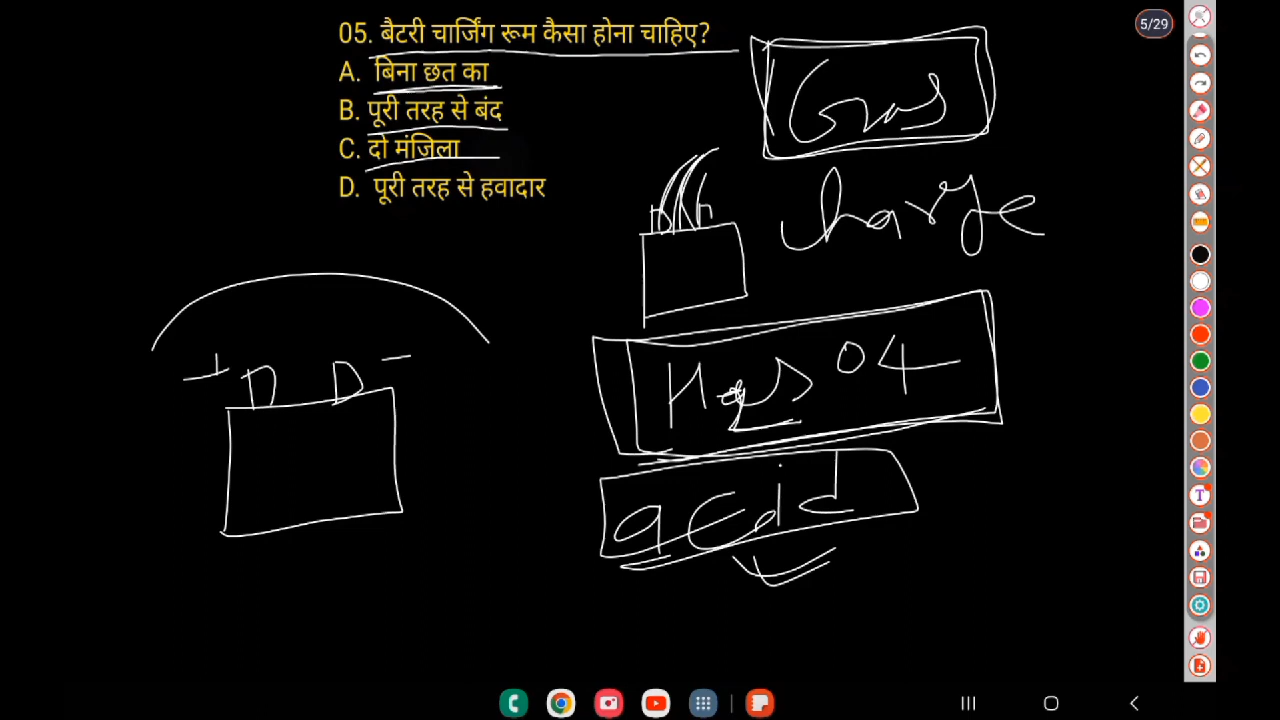 05. बैटरी चार्जिंग रूम कैसा होना चाहिए?
A. बिना छत का
B. पूरी तरह से बंद
C. दो मंजिला
D. पूरी तरह से हवादार
5/29
Gas
charge
+ -
H2SO4
acid
T